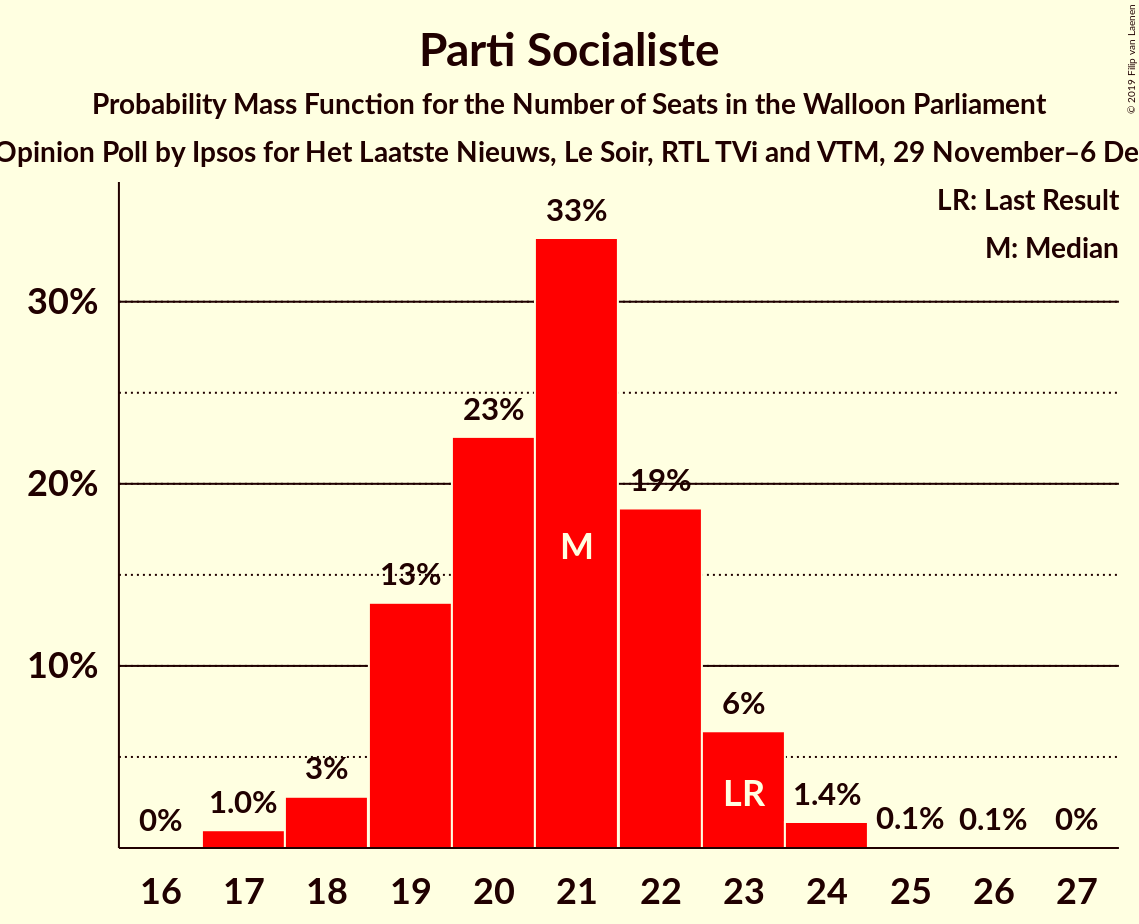 Parti Socialiste
Probability Mass Function for the Number of Seats in the Walloon Parliament
Opinion Poll by Ipsos for Het Laatste Nieuws, Le Soir, RTL TVi and VTM, 29 November–6 De
© 2019 Filip van Laenen
LR: Last Result
M: Median
30%
20%
10%
0%
1.0%
3%
13%
23%
33%
19%
6%
1.4%
0.1%
0.1%
0%
M
LR
16 17 18 19 20 21 22 23 24 25 26 27